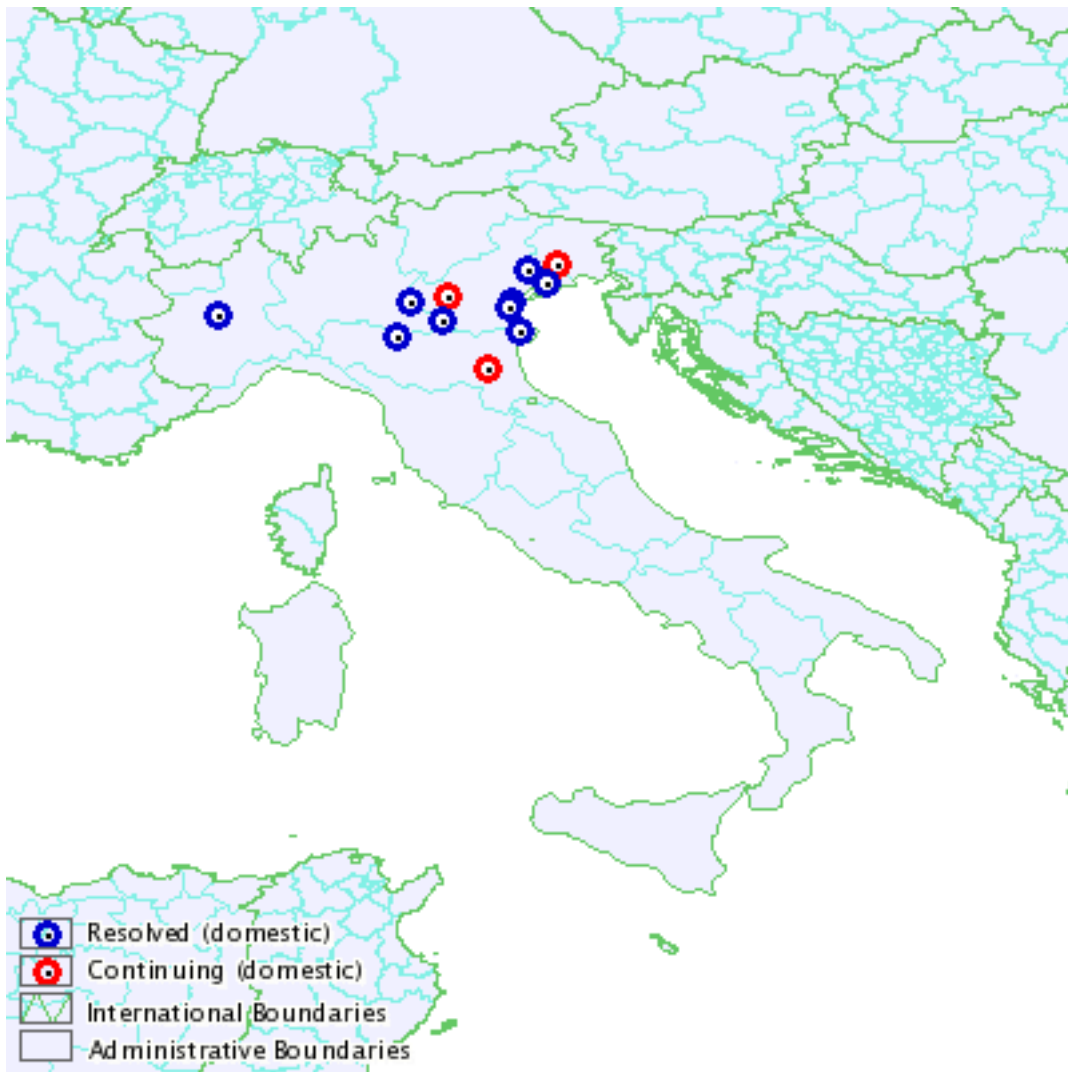 Resolved (domestic)
Continuing (domestic)
International Boundaries
Administrative Boundaries